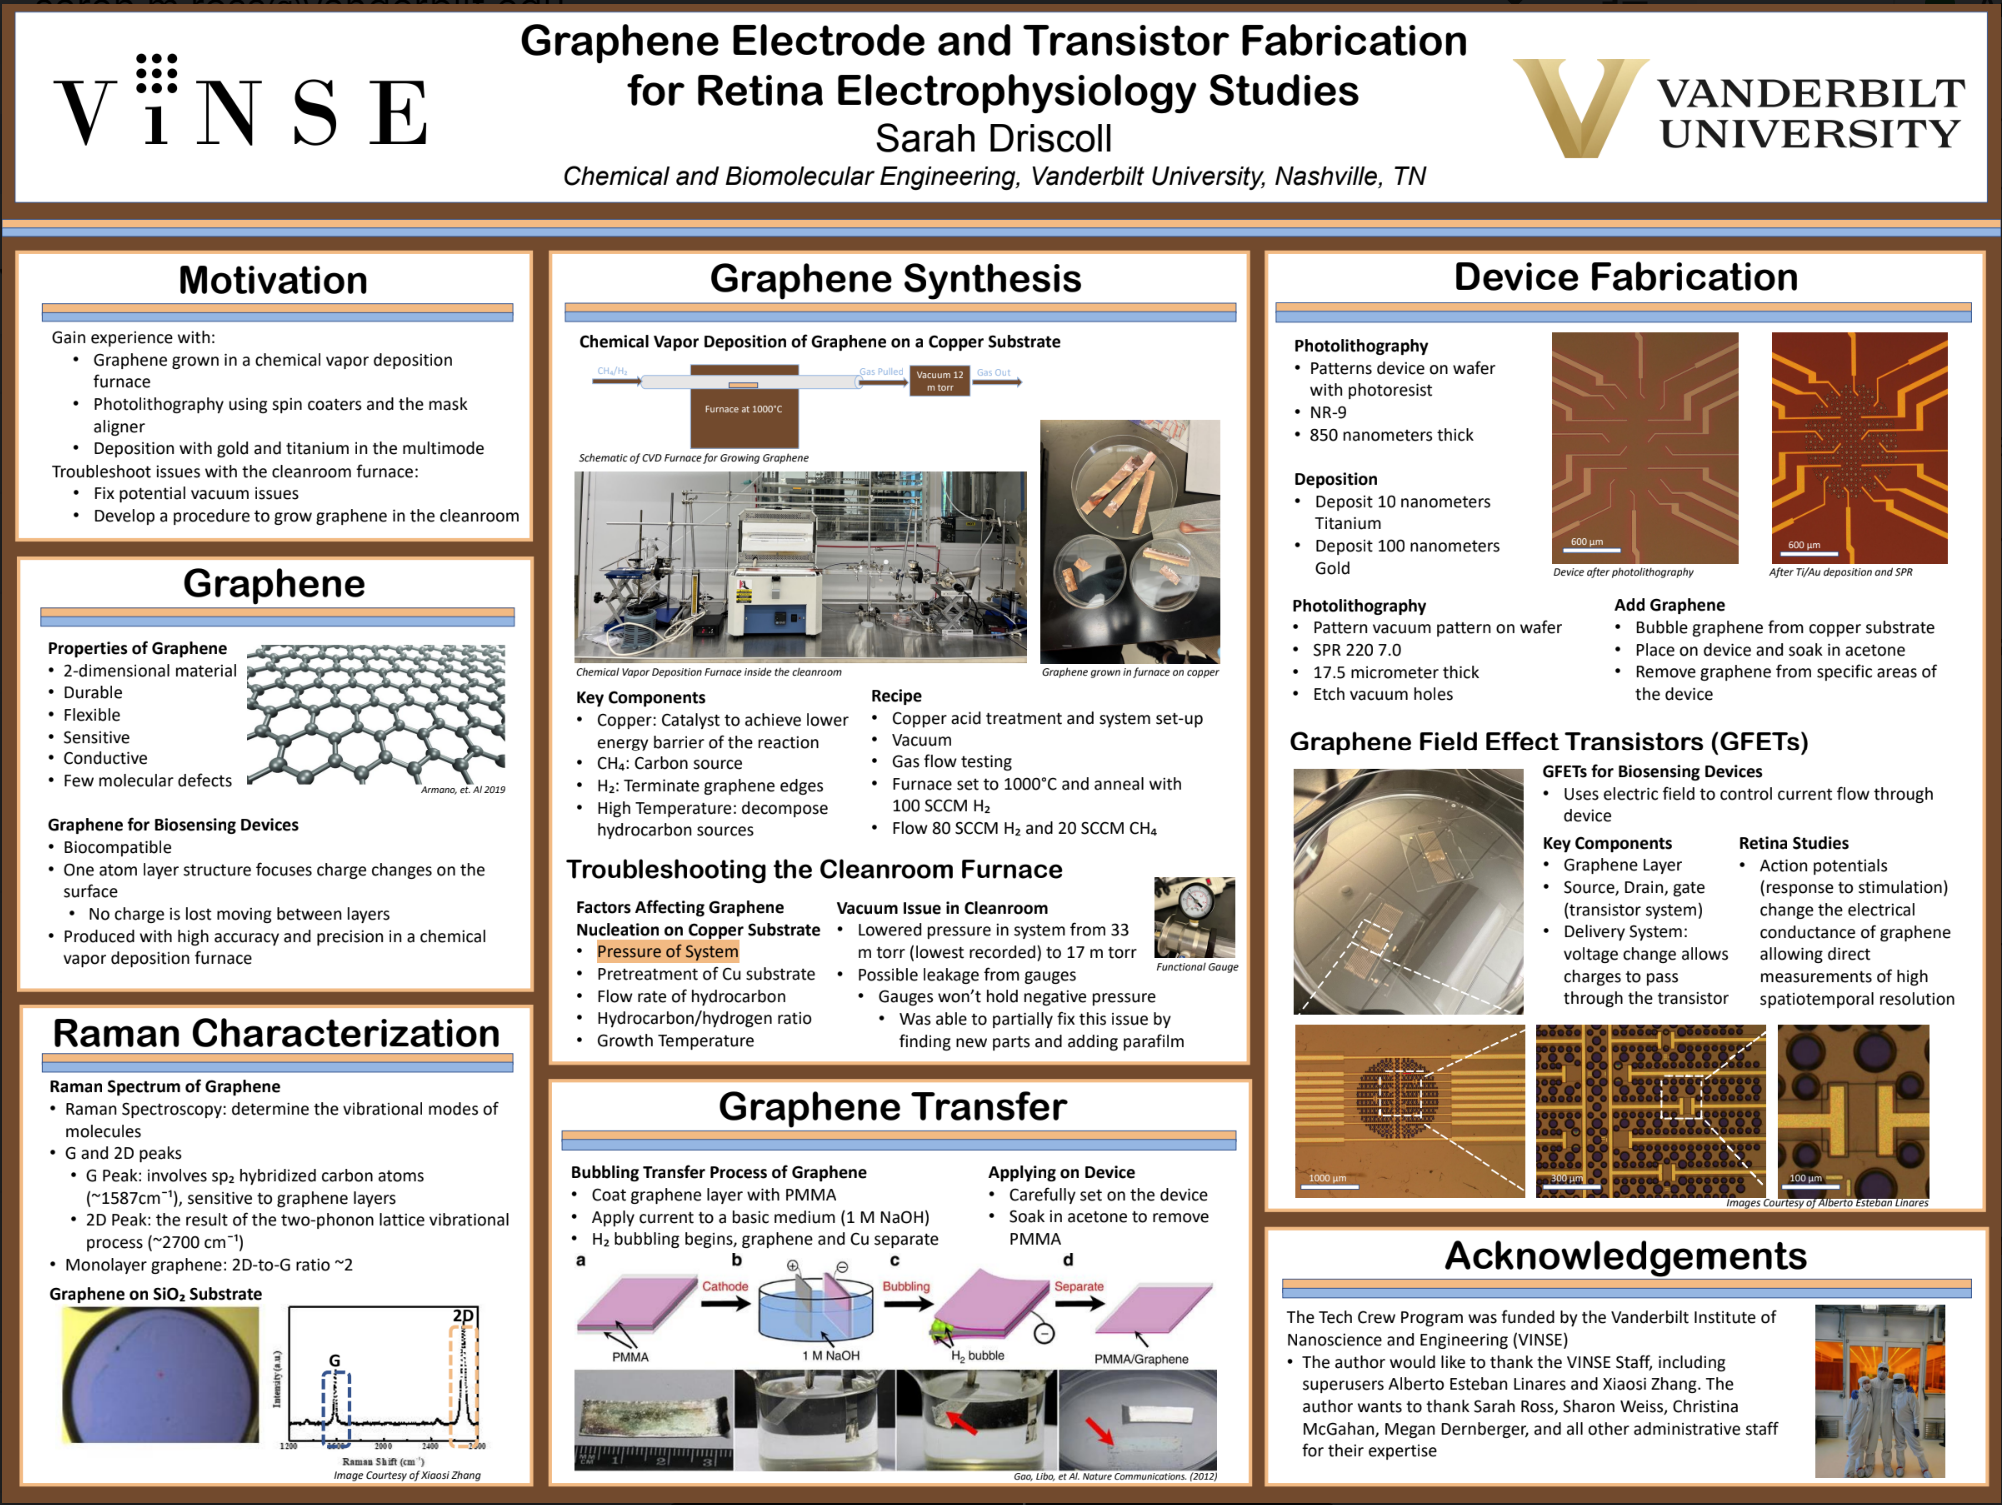 ViNSE
Graphene Electrode and Transistor Fabrication
for Retina Electrophysiology Studies
Sarah Driscoll
Chemical and Biomolecular Engineering, Vanderbilt University, Nashville, TN
VANDERBILT
UNIVERSITY
Motivation
Gain experience with:
• Graphene grown in a chemical vapor deposition
furnace
• Photolithography using spin coaters and the mask
aligner
• Deposition with gold and titanium in the multimode
Troubleshoot issues with the cleanroom furnace:
• Fix potential vacuum issues
• Develop a procedure to grow graphene in the cleanroom
Graphene
Properties of Graphene
• 2-dimensional material
• Durable
• Flexible
• Sensitive
• Conductive
• Few molecular defects
Armano, et. Al 2019
Graphene for Biosensing Devices
• Biocompatible
• One atom layer structure focuses charge changes on the
surface
• No charge is lost moving between layers
• Produced with high accuracy and precision in a chemical
vapor deposition furnace
Raman Characterization
Raman Spectrum of Graphene
• Raman Spectroscopy: determine the vibrational modes of
molecules
• G and 2D peaks
• G Peak: involves sp₂ hybridized carbon atoms
(~1587cm⁻¹), sensitive to graphene layers
• 2D Peak: the result of the two-phonon lattice vibrational
process (~2700 cm⁻¹)
• Monolayer graphene: 2D-to-G ratio ~2
Graphene on SiO₂ Substrate
2D
G
Intensity (a.u.)
1200 2000 2400
Raman Shift (cm⁻¹)
Image Courtesy of Xiaosi Zhang
Graphene Synthesis
Chemical Vapor Deposition of Graphene on a Copper Substrate
CH₄/H₂
Gas Pulled
Vacuum 12
m torr
Gas Out
Furnace at 1000°C
Schematic of CVD Furnace for Growing Graphene
Chemical Vapor Deposition Furnace inside the cleanroom
Graphene grown in furnace on copper
Key Components
• Copper: Catalyst to achieve lower
energy barrier of the reaction
• CH₄: Carbon source
• H₂: Terminate graphene edges
• High Temperature: decompose
hydrocarbon sources
Recipe
• Copper acid treatment and system set-up
• Vacuum
• Gas flow testing
• Furnace set to 1000°C and anneal with
100 SCCM H₂
• Flow 80 SCCM H₂ and 20 SCCM CH₄
Troubleshooting the Cleanroom Furnace
Factors Affecting Graphene
Nucleation on Copper Substrate
• Pressure of System
• Pretreatment of Cu substrate
• Flow rate of hydrocarbon
• Hydrocarbon/hydrogen ratio
• Growth Temperature
Vacuum Issue in Cleanroom
• Lowered pressure in system from 33
m torr (lowest recorded) to 17 m torr
• Possible leakage from gauges
• Gauges won't hold negative pressure
• Was able to partially fix this issue by
finding new parts and adding parafilm
Functional Gauge
Graphene Transfer
Bubbling Transfer Process of Graphene
• Coat graphene layer with PMMA
• Apply current to a basic medium (1 M NaOH)
• H₂ bubbling begins, graphene and Cu separate
Applying on Device
• Carefully set on the device
• Soak in acetone to remove
PMMA
a b c d
Cathode
Bubbling
Separate
PMMA
1 M NaOH
H₂ bubble
PMMA/Graphene
CM 1 2 3
Gao, Libo, et Al. Nature Communications. (2012)
Device Fabrication
Photolithography
• Patterns device on wafer
with photoresist
• NR-9
• 850 nanometers thick
Deposition
• Deposit 10 nanometers
Titanium
• Deposit 100 nanometers
Gold
600 μm
Device after photolithography
600 μm
After Ti/Au deposition and SPR
Photolithography
• Pattern vacuum pattern on wafer
• SPR 220 7.0
• 17.5 micrometer thick
• Etch vacuum holes
Add Graphene
• Bubble graphene from copper substrate
• Place on device and soak in acetone
• Remove graphene from specific areas of
the device
Graphene Field Effect Transistors (GFETs)
GFETs for Biosensing Devices
• Uses electric field to control current flow through
device
Key Components
• Graphene Layer
• Source, Drain, gate
(transistor system)
• Delivery System:
voltage change allows
charges to pass
through the transistor
Retina Studies
• Action potentials
(response to stimulation)
change the electrical
conductance of graphene
allowing direct
measurements of high
spatiotemporal resolution
1000 μm
300 μm
100 μm
Images Courtesy of Alberto Esteban Linares
Acknowledgements
The Tech Crew Program was funded by the Vanderbilt Institute of
Nanoscience and Engineering (VINSE)
• The author would like to thank the VINSE Staff, including
superusers Alberto Esteban Linares and Xiaosi Zhang. The
author wants to thank Sarah Ross, Sharon Weiss, Christina
McGahan, Megan Dernberger, and all other administrative staff
for their expertise